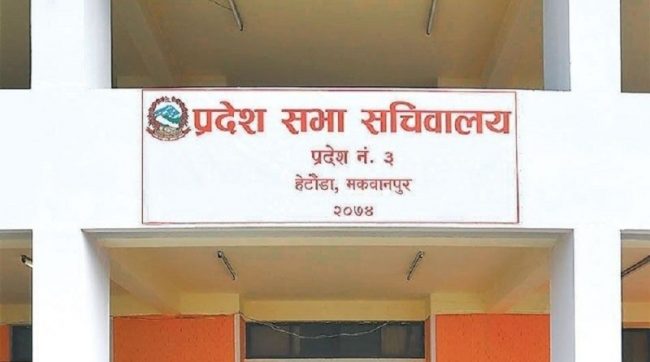 प्रदेश सभा सचिवालय
प्रदेश नं. ३
हेटौंडा, मकवानपुर
२०७४